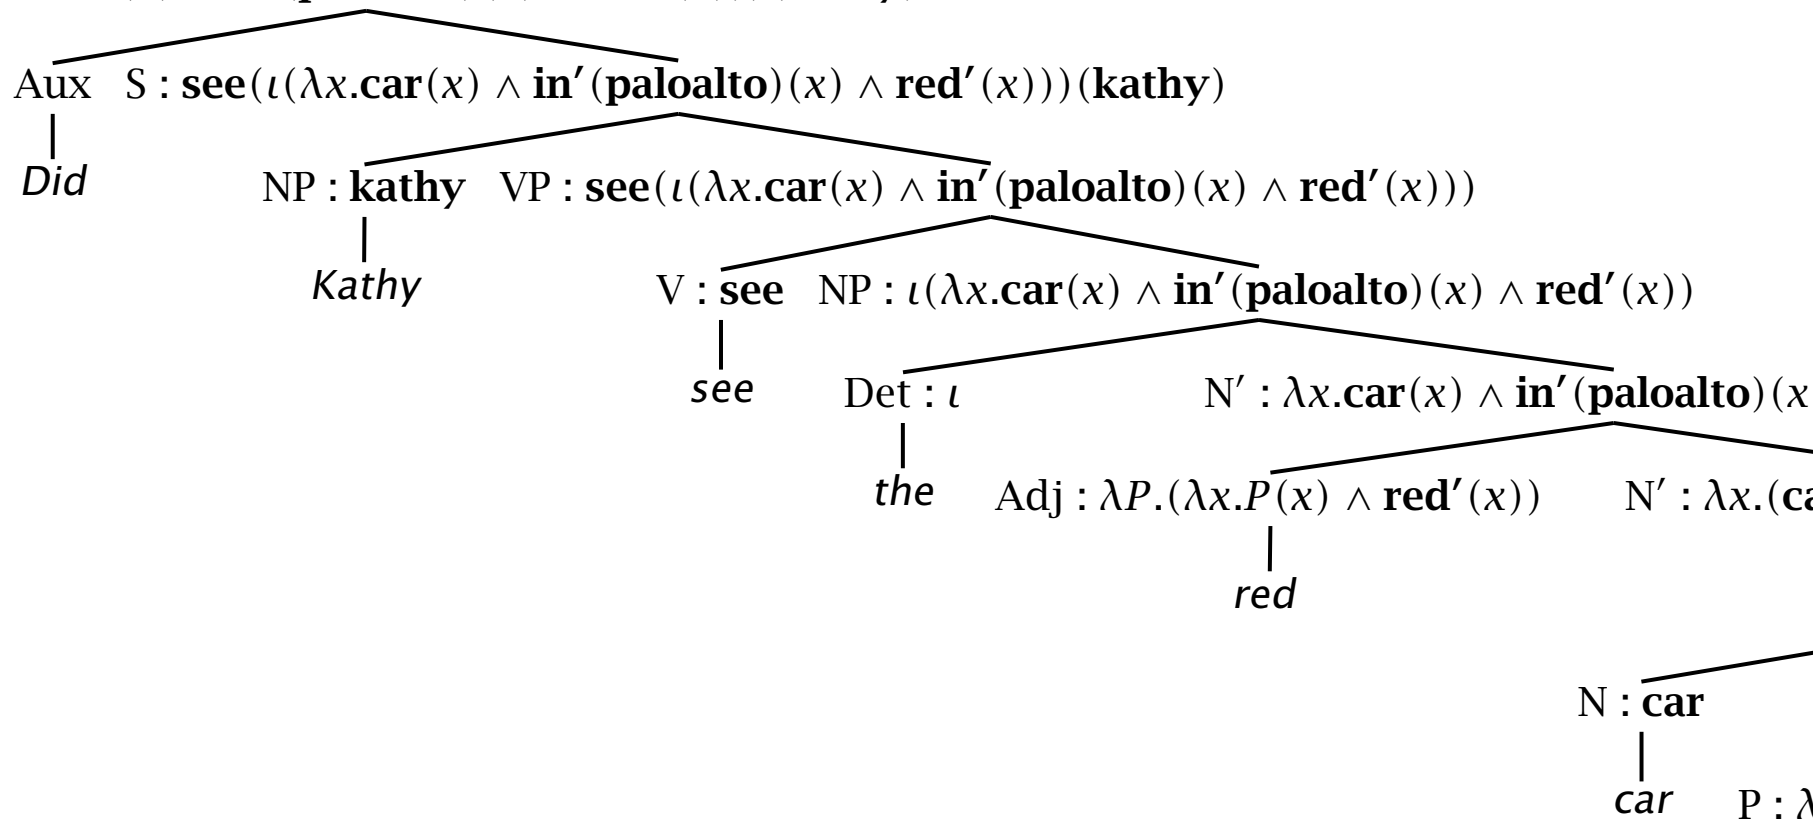 Aux S : see(ι(λx.car(x) ∧ in′(paloalto)(x) ∧ red′(x)))(kathy)
Did NP : kathy VP : see(ι(λx.car(x) ∧ in′(paloalto)(x) ∧ red′(x)))
Kathy V : see NP : ι(λx.car(x) ∧ in′(paloalto)(x) ∧ red′(x))
see Det : ι N′ : λx.car(x) ∧ in′(paloalto)(x
the Adj : λP.(λx.P(x) ∧ red′(x)) N′ : λx.(ca
red
N : car
car P : λ